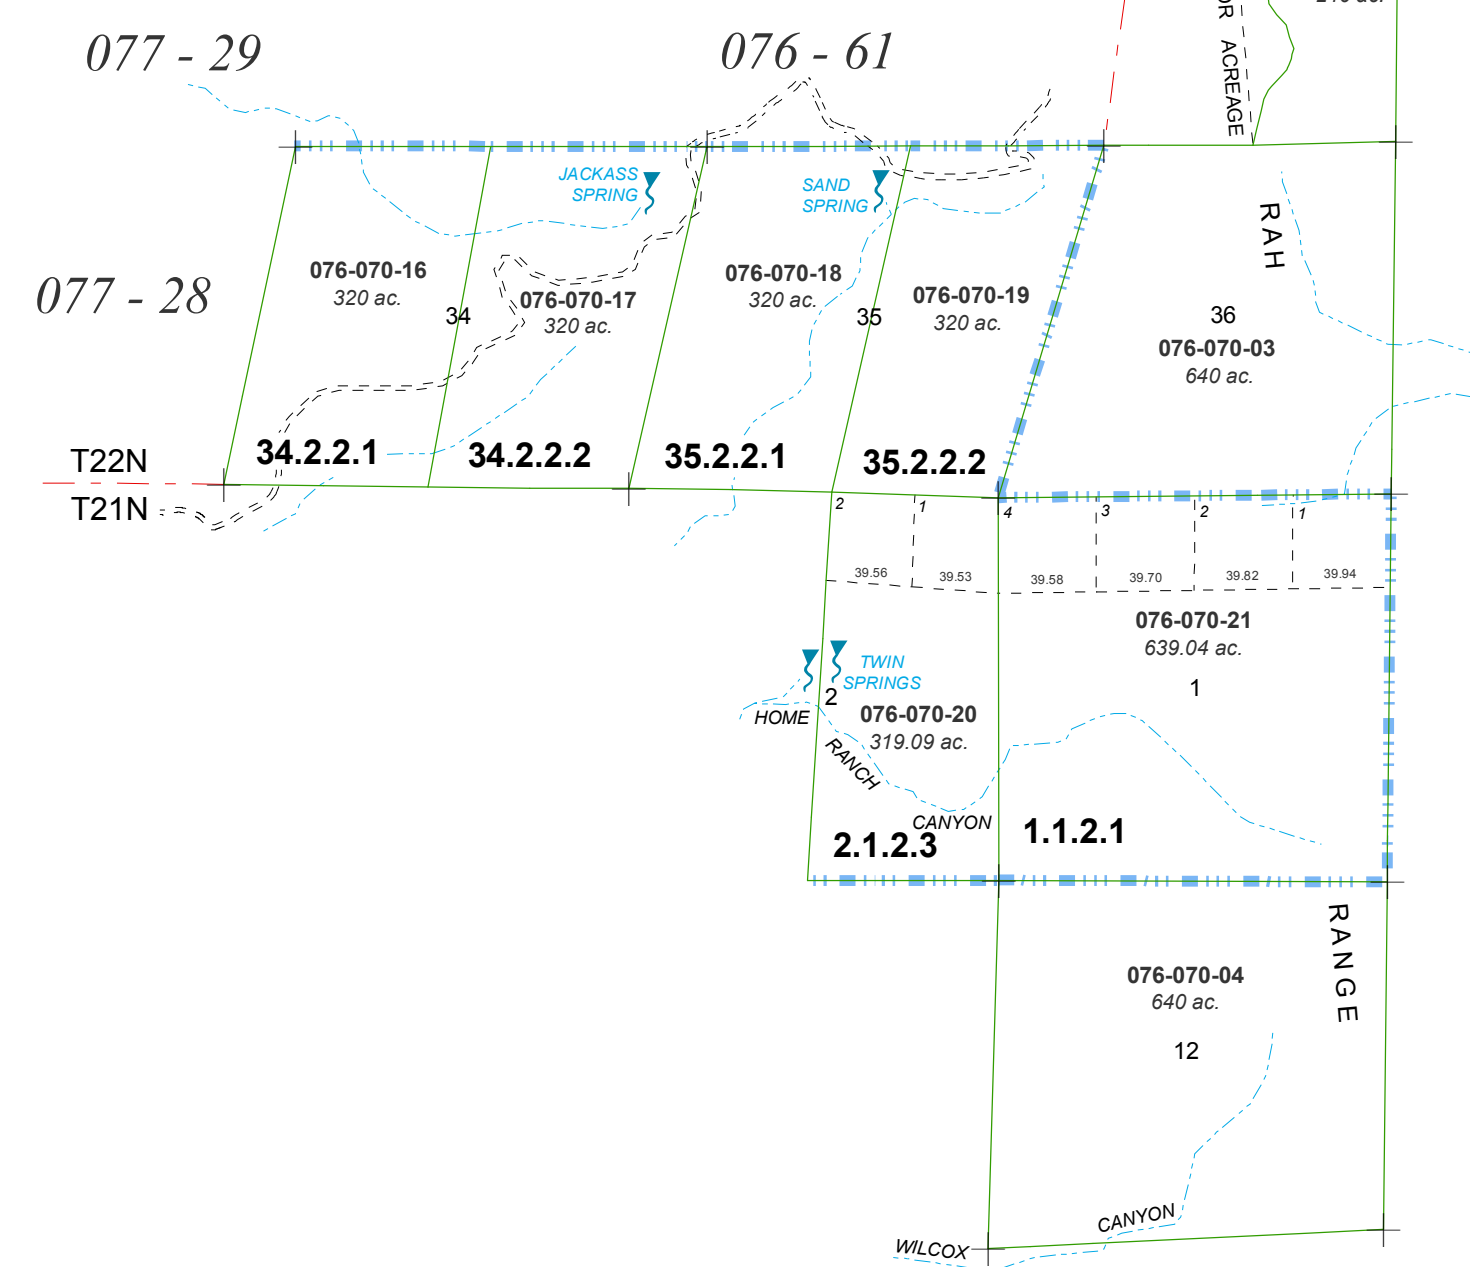 077 - 29
076 - 61
OR ACREAGE
JACKASS
SPRING
SAND
SPRING
RAH
077 - 28
076-070-16
320 ac.
34
076-070-17
320 ac.
076-070-18
320 ac.
35
076-070-19
320 ac.
36
076-070-03
640 ac.
34.2.2.1
34.2.2.2
35.2.2.1
35.2.2.2
T22N
T21N
2
1
4
3
2
1
39.56
39.53
39.58
39.70
39.82
39.94
076-070-21
639.04 ac.
1
TWIN
SPRINGS
2
HOME
RANCH
CANYON
076-070-20
319.09 ac.
2.1.2.3
1.1.2.1
RANGE
076-070-04
640 ac.
12
WILCOX
CANYON